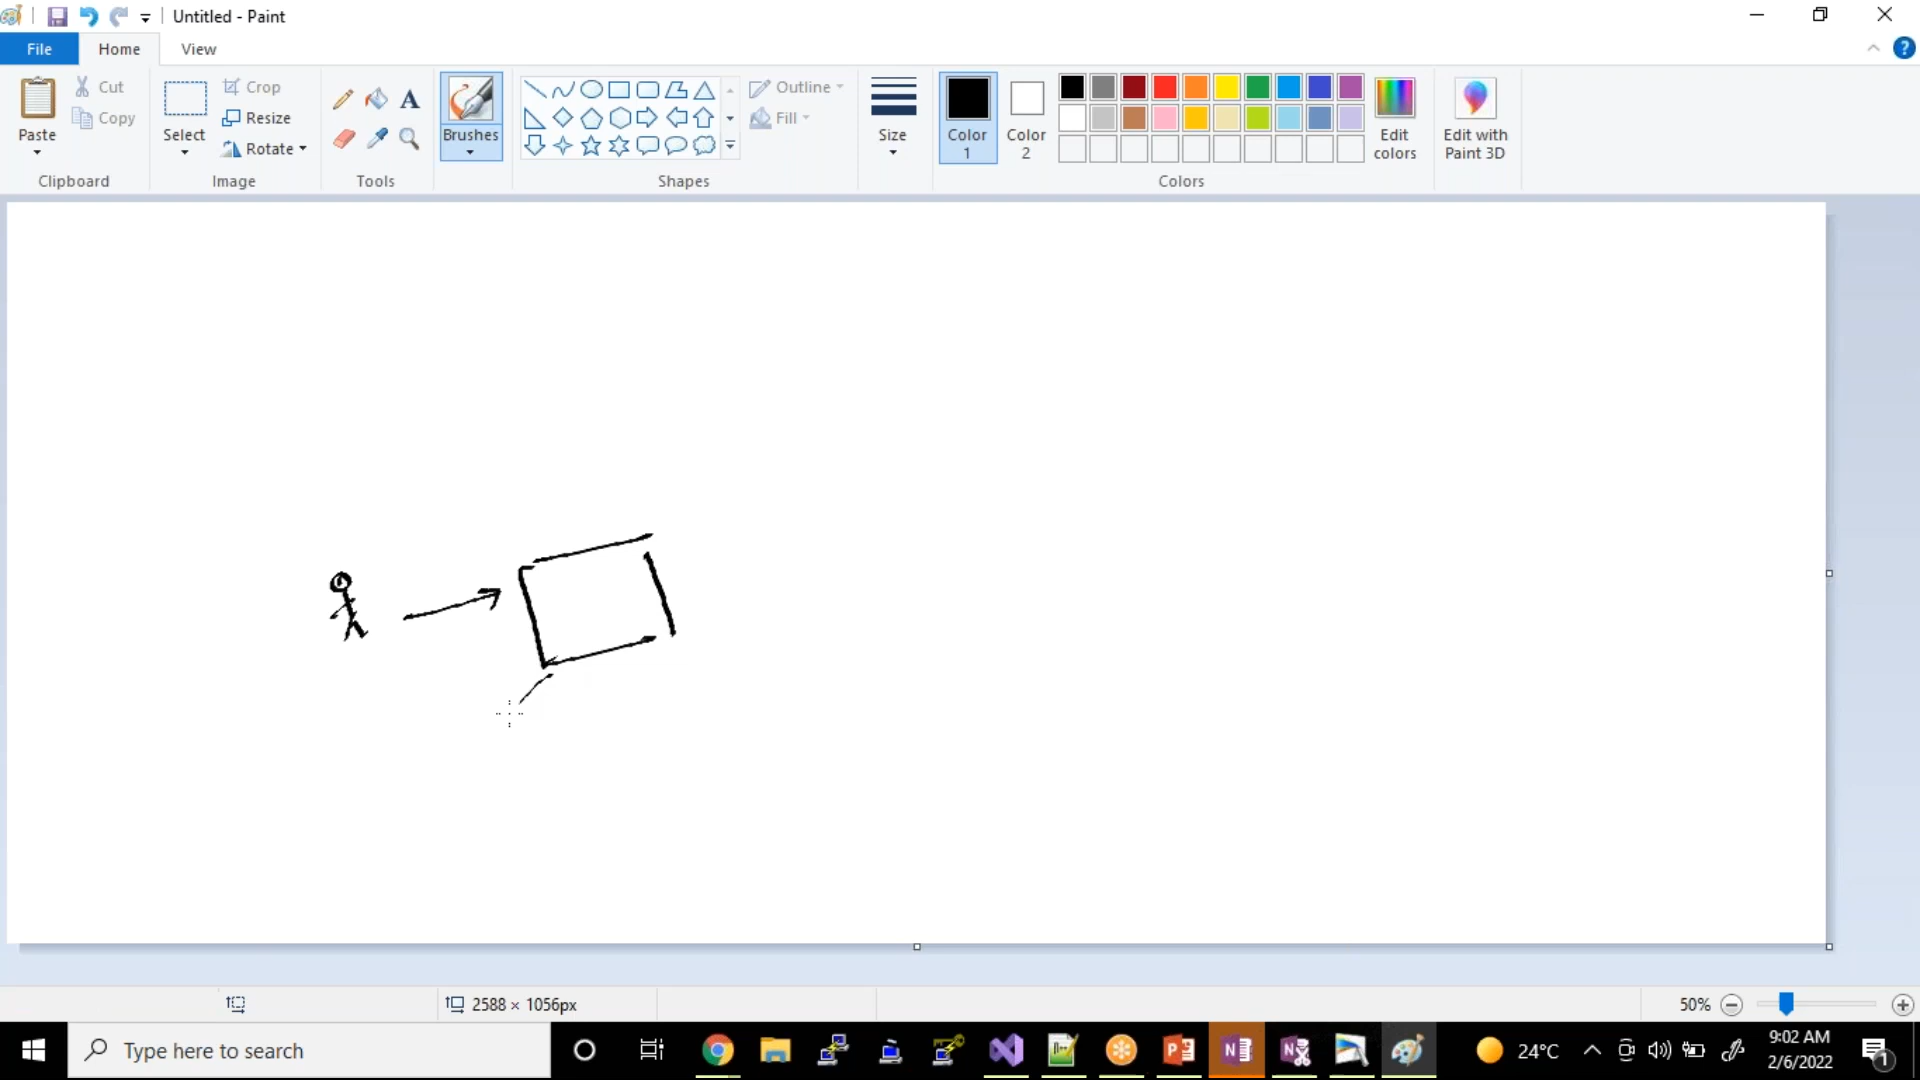 Untitled - Paint
File Home View
Paste
Cut
Copy
Clipboard
Select
Crop
Resize
Rotate
Image
A
Tools
Brushes
Shapes
Outline
Fill
Size
Color 1
Color 2
Colors
Edit colors
Edit with Paint 3D
2588 × 1056px
50%
Type here to search
24°C
9:02 AM
2/6/2022
1